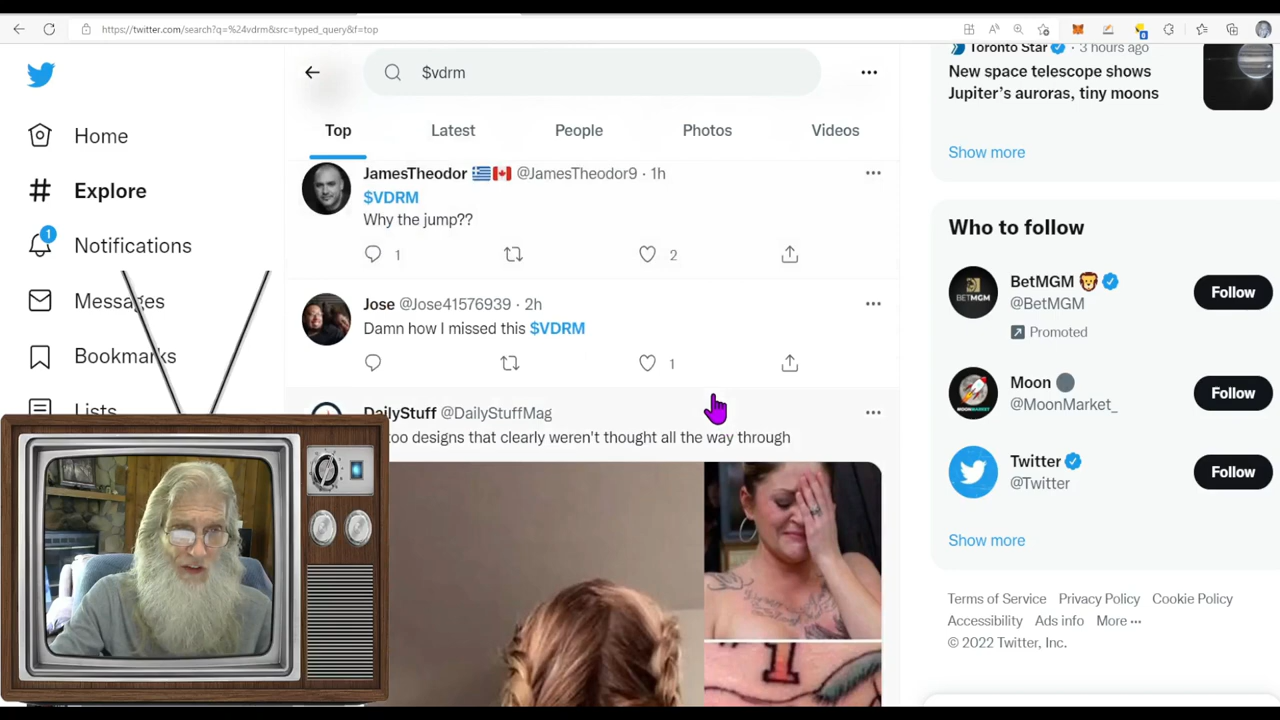 https://twitter.com/search?q=%24vdrm&src=typed_query&f=top
$vdrm
Home
Explore
1
Notifications
Messages
Bookmarks
Lists
Top
Latest
People
Photos
Videos
JamesTheodor @JamesTheodor9 · 1h
$VDRM
Why the jump??
1
2
Jose @Jose41576939 · 2h
Damn how I missed this $VDRM
1
DailyStuff @DailyStuffMag
too designs that clearly weren't thought all the way through
Toronto Star · 3 hours ago
New space telescope shows
Jupiter's auroras, tiny moons
Show more
Who to follow
BETMGM
BetMGM
@BetMGM
Promoted
Follow
MOONMARKET
Moon
@MoonMarket_
Follow
Twitter
@Twitter
Follow
Show more
Terms of Service Privacy Policy Cookie Policy
Accessibility Ads info More ···
© 2022 Twitter, Inc.